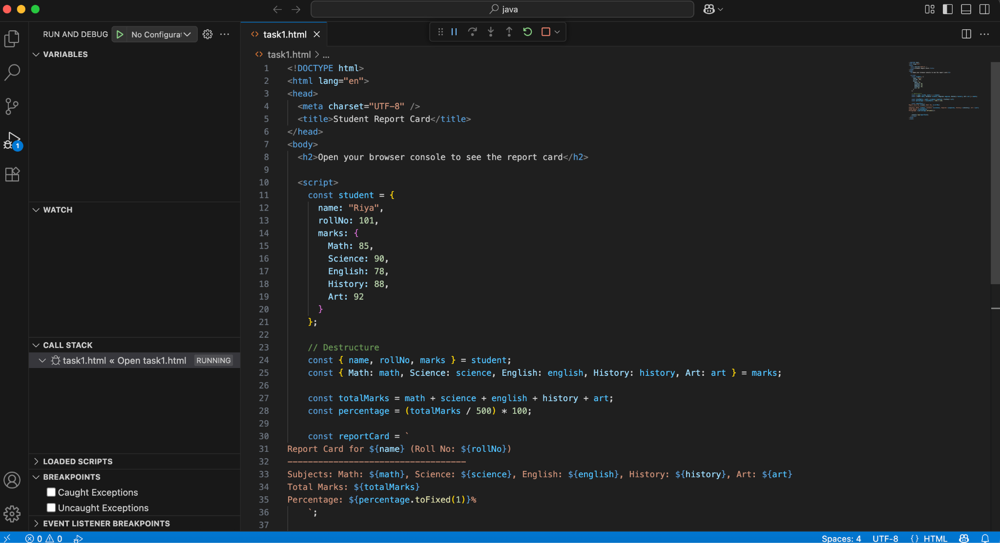 java
RUN AND DEBUG No Configurat
task1.html
VARIABLES
task1.html > ...
1 <!DOCTYPE html>
2 <html lang="en">
3 <head>
4 <meta charset="UTF-8" />
5 <title>Student Report Card</title>
6 </head>
7 <body>
8 <h2>Open your browser console to see the report card</h2>
9
10 <script>
11 const student = {
12 name: "Riya",
13 rollNo: 101,
14 marks: {
15 Math: 85,
16 Science: 90,
17 English: 78,
18 History: 88,
19 Art: 92
20 }
21 };
22
23 // Destructure
24 const { name, rollNo, marks } = student;
25 const { Math: math, Science: science, English: english, History: history, Art: art } = marks;
26
27 const totalMarks = math + science + english + history + art;
28 const percentage = (totalMarks / 500) * 100;
29
30 const reportCard = `
31 Report Card for ${name} (Roll No: ${rollNo})
32 -----------------------------------
33 Subjects: Math: ${math}, Science: ${science}, English: ${english}, History: ${history}, Art: ${art}
34 Total Marks: ${totalMarks}
35 Percentage: ${percentage.toFixed(1)}%
36 `;
37
1
WATCH
CALL STACK
task1.html « Open task1.html RUNNING
LOADED SCRIPTS
BREAKPOINTS
Caught Exceptions
Uncaught Exceptions
EVENT LISTENER BREAKPOINTS
0 0
Spaces: 4 UTF-8 {} HTML